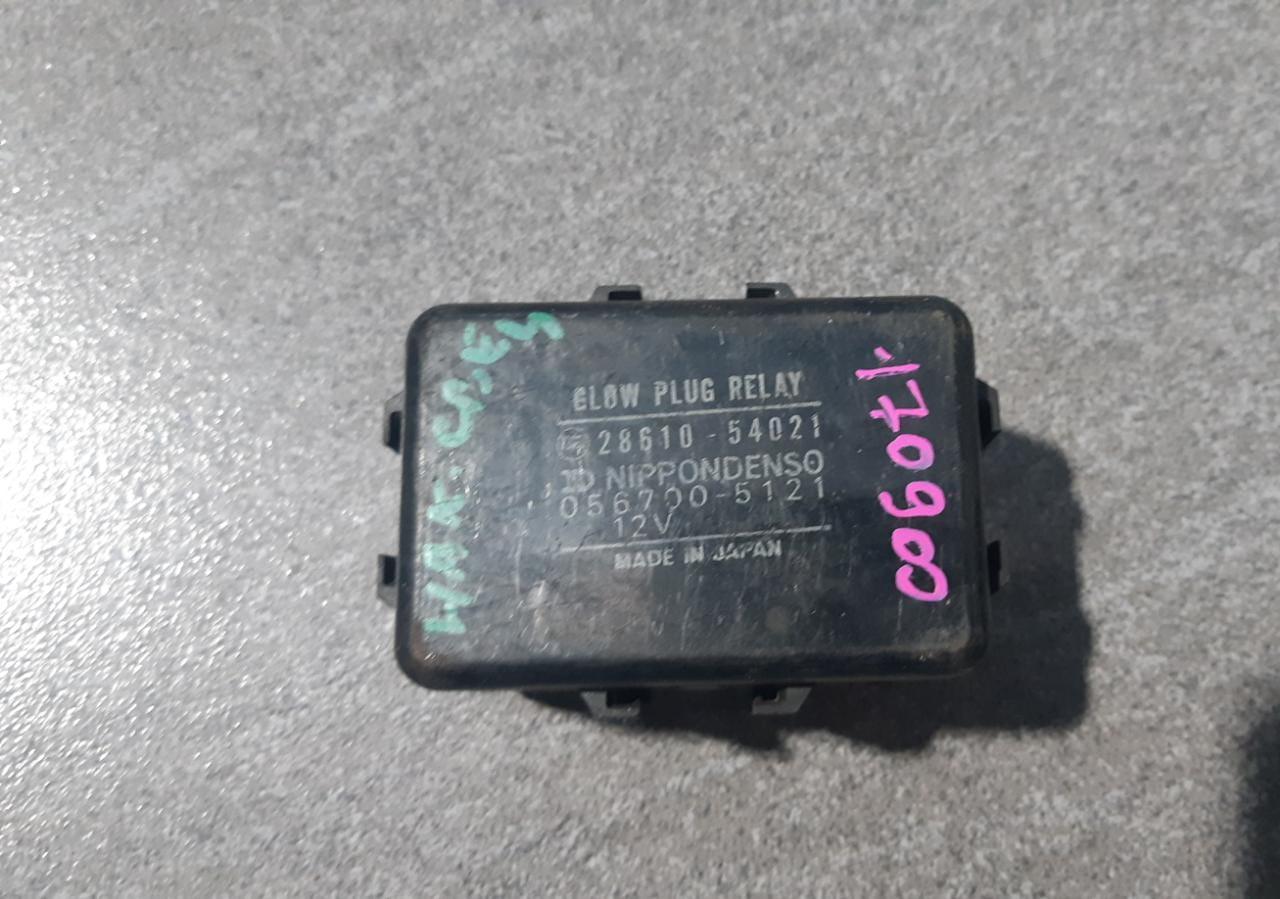 GLOW PLUG RELAY
28610-54021
NIPPONDENSO
056700-5121
12V
MADE IN JAPAN
170900